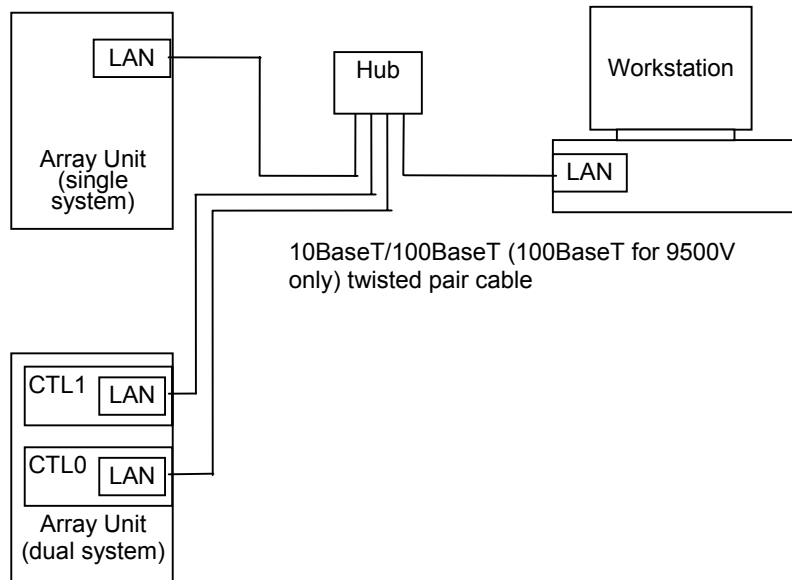 LAN
Array Unit
(single
system)
Hub
Workstation
LAN
10BaseT/100BaseT (100BaseT for 9500V
only) twisted pair cable
CTL1
LAN
CTL0
LAN
Array Unit
(dual system)